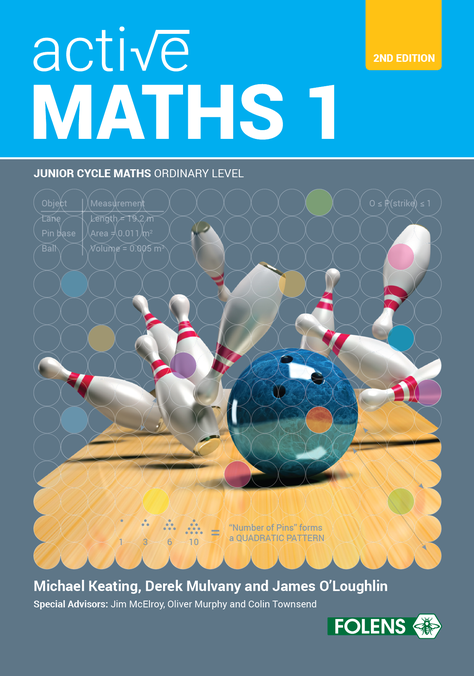 active
2ND EDITION
MATHS 1
JUNIOR CYCLE MATHS ORDINARY LEVEL
Object Measurement
Lane Length = 19.2 m
Pin base Area = 0.011 m²
Ball Volume = 0.005 m³
O ≤ P(strike) ≤ 1
1 3 6 10 = "Number of Pins" forms
a QUADRATIC PATTERN
Michael Keating, Derek Mulvany and James O'Loughlin
Special Advisors: Jim McElroy, Oliver Murphy and Colin Townsend
FOLENS